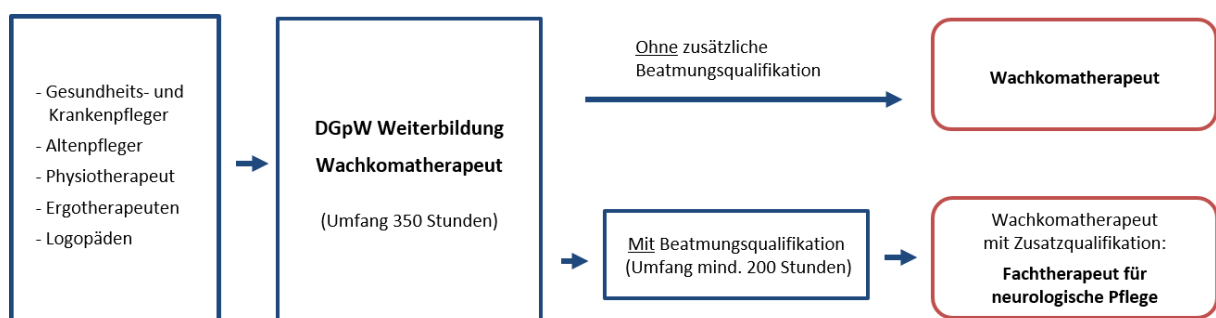 - Gesundheits- und
Krankenpfleger
- Altenpfleger
- Physiotherapeut
- Ergotherapeuten
- Logopäden
DGpW Weiterbildung
Wachkomatherapeut
(Umfang 350 Stunden)
Ohne zusätzliche
Beatmungsqualifikation
Wachkomatherapeut
Mit Beatmungsqualifikation
(Umfang mind. 200 Stunden)
Wachkomatherapeut
mit Zusatzqualifikation:
Fachtherapeut für
neurologische Pflege